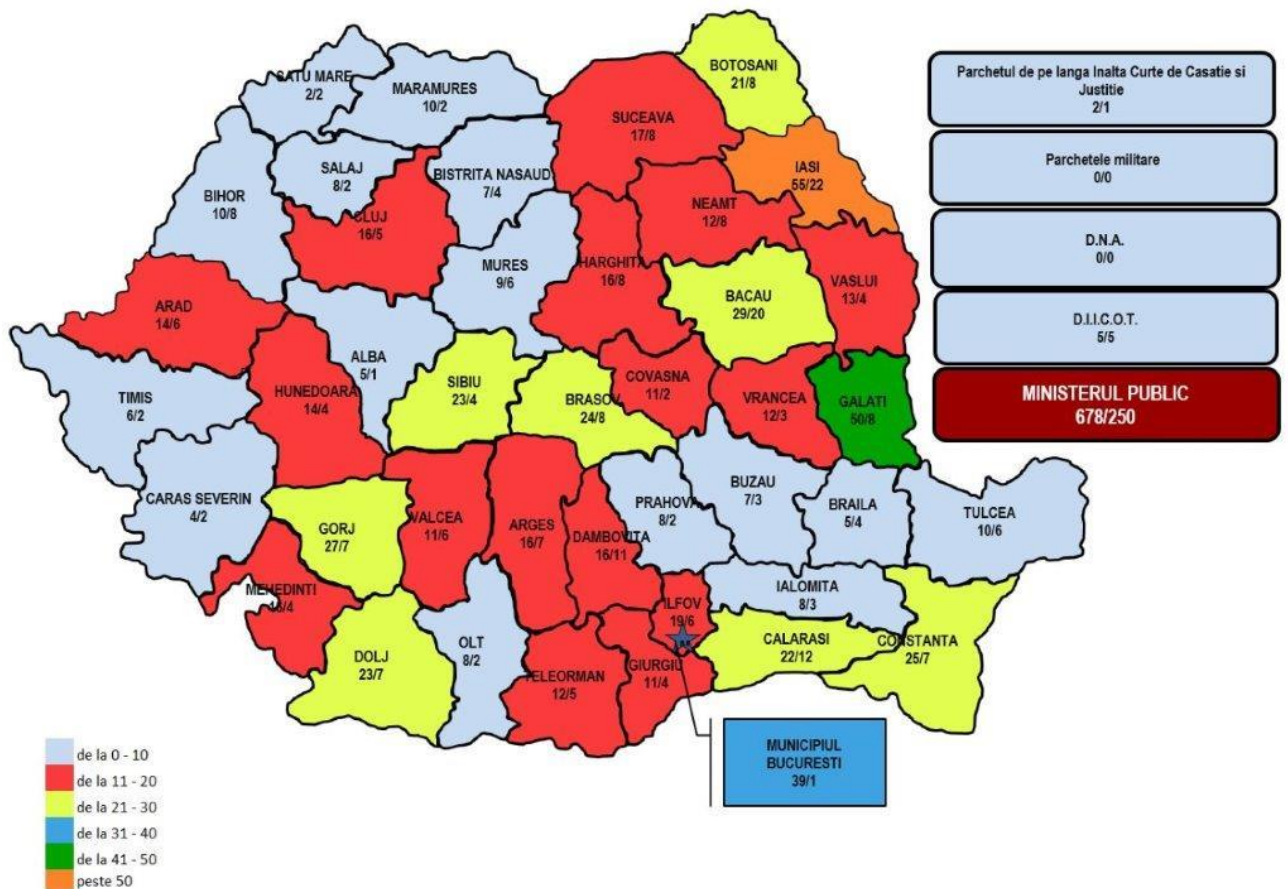 SATU MARE
2/2
MARAMURES
10/2
BOTOSANI
21/8
SUCEAVA
17/8
SALAJ
8/2
BISTRITA NASAUD
7/4
IASI
55/22
BIHOR
10/8
CLUJ
16/5
NEAMT
12/8
MURES
9/6
HARGHITA
16/8
BACAU
29/20
VASLUI
13/4
ARAD
14/6
ALBA
5/1
HUNEDOARA
14/4
SIBIU
23/4
BRASOV
24/8
COVASNA
11/2
VRANCEA
12/3
GALATI
50/8
TIMIS
6/2
CARAS SEVERIN
4/2
GORJ
27/7
VALCEA
11/6
ARGES
16/7
DAMBOVITA
16/11
PRAHOVA
8/2
BUZAU
7/3
BRAILA
5/4
TULCEA
10/6
MEHEDINTI
16/4
DOLJ
23/7
OLT
8/2
TELEORMAN
12/5
GIURGIU
11/4
ILFOV
19/6
IALOMITA
8/3
CALARASI
22/12
CONSTANTA
25/7
MUNICIPIUL
BUCURESTI
39/1
Parchetul de pe langa Inalta Curte de Casatie si
Justitie
2/1
Parchetele militare
0/0
D.N.A.
0/0
D.I.I.C.O.T.
5/5
MINISTERUL PUBLIC
678/250
de la 0 - 10
de la 11 - 20
de la 21 - 30
de la 31 - 40
de la 41 - 50
peste 50